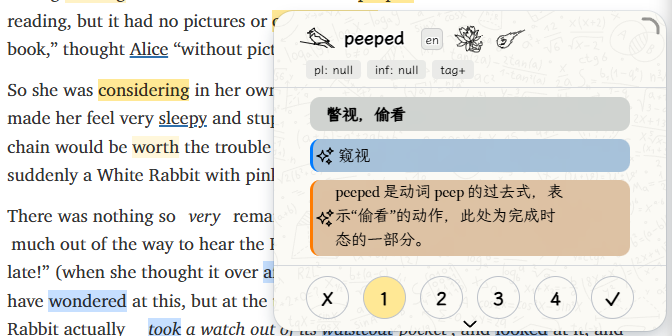 reading, but it had no pictures or
book,” thought Alice “without pict
So she was considering in her own
made her feel very sleepy and stup
chain would be worth the trouble
suddenly a White Rabbit with pink
There was nothing so very rema
much out of the way to hear the
late!” (when she thought it over
have wondered at this, but at the
Rabbit actually took a watch out of its waistcoat-pocket, and looked at it, and
peeped
en
pl: null
inf: null
tag+
瞥视，偷看
窥视
peeped 是动词 peep 的过去式，表
示“偷看”的动作，此处为完成时
态的一部分。
X
1
2
3
4